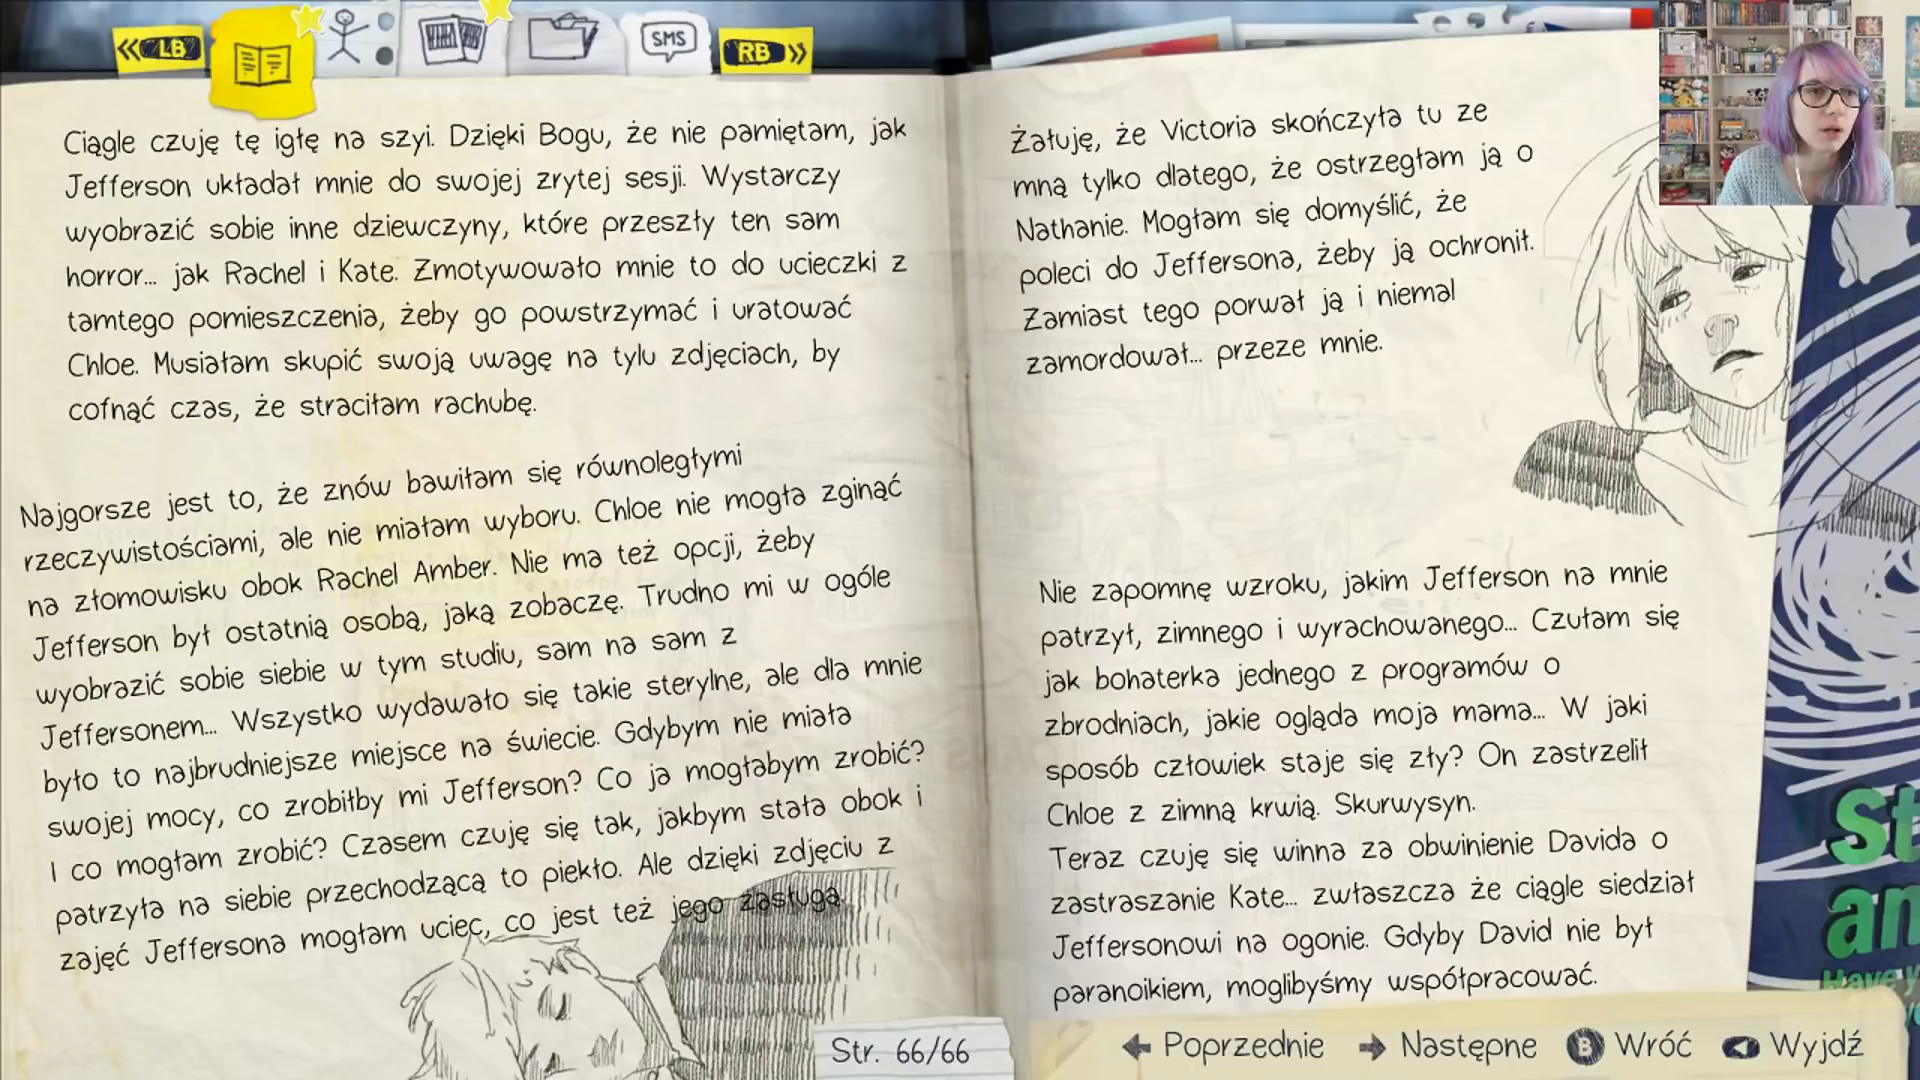 LB
SMS
RB
Ciągle czuję tę igłę na szyi. Dzięki Bogu, że nie pamiętam, jak
Jefferson układał mnie do swojej zrytej sesji. Wystarczy
wyobrazić sobie inne dziewczyny, które przeszły ten sam
horror... jak Rachel i Kate. Zmotywowało mnie to do ucieczki z
tamtego pomieszczenia, żeby go powstrzymać i uratować
Chloe. Musiałam skupić swoją uwagę na tylu zdjęciach, by
cofnąć czas, że straciłam rachubę.
Najgorsze jest to, że znów bawiłam się równoległymi
rzeczywistościami, ale nie miałam wyboru. Chloe nie mogła zginąć
na złomowisku obok Rachel Amber. Nie ma też opcji, żeby
Jefferson był ostatnią osobą, jaką zobaczę. Trudno mi w ogóle
wyobrazić sobie siebie w tym studiu, sam na sam z
Jeffersonem... Wszystko wydawało się takie sterylne, ale dla mnie
było to najbrudniejsze miejsce na świecie. Gdybym nie miała
swojej mocy, co zrobiłby mi Jefferson? Co ja mogłabym zrobić?
I co mogłam zrobić? Czasem czuję się tak, jakbym stała obok i
patrzyła na siebie przechodzącą to piekło. Ale dzięki zdjęciu z
zajęć Jeffersona mogłam uciec, co jest też jego zasługą.
Żałuję, że Victoria skończyła tu ze
mną tylko dlatego, że ostrzegłam ją o
Nathanie. Mogłam się domyślić, że
poleci do Jeffersona, żeby ją ochronił.
Zamiast tego porwał ją i niemal
zamordował... przeze mnie.
Nie zapomnę wzroku, jakim Jefferson na mnie
patrzył, zimnego i wyrachowanego... Czułam się
jak bohaterka jednego z programów o
zbrodniach, jakie ogląda moja mama... W jaki
sposób człowiek staje się zły? On zastrzelił
Chloe z zimną krwią. Skurwysyn.
Teraz czuję się winna za obwinienie Davida o
zastraszanie Kate... zwłaszcza że ciągle siedział
Jeffersonowi na ogonie. Gdyby David nie był
paranoikiem, moglibyśmy współpracować.
St
an
Have y
Str. 66/66
Poprzednie
Następne
B Wróć
Wyjdź